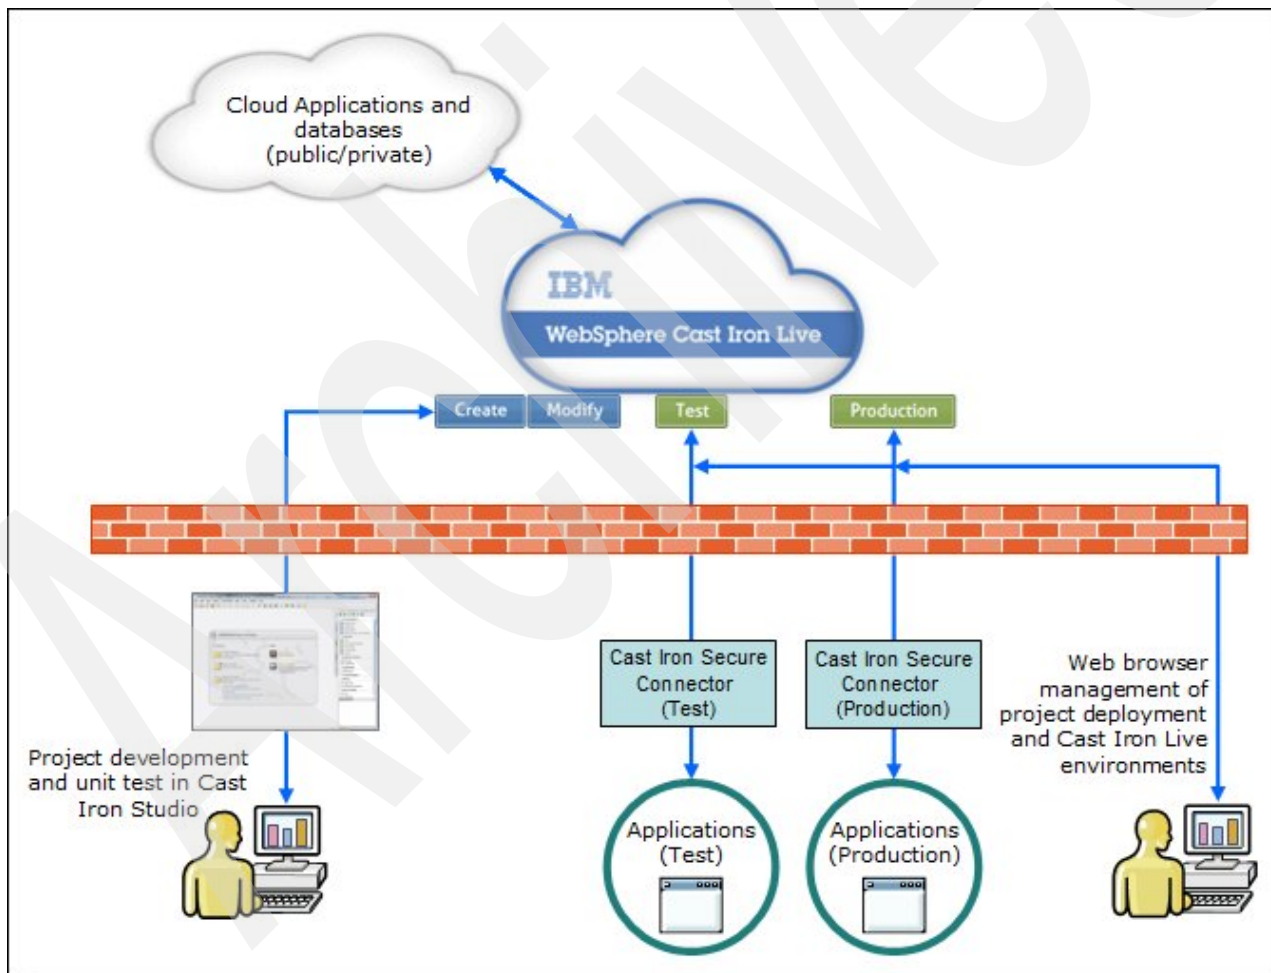 Cloud Applications and
databases
(public/private)
IBM
WebSphere Cast Iron Live
Create
Modify
Test
Production
Cast Iron Secure
Connector
(Test)
Cast Iron Secure
Connector
(Production)
Web browser
management of
project deployment
and Cast Iron Live
environments
Project development
and unit test in Cast
Iron Studio
Applications
(Test)
Applications
(Production)
Archived